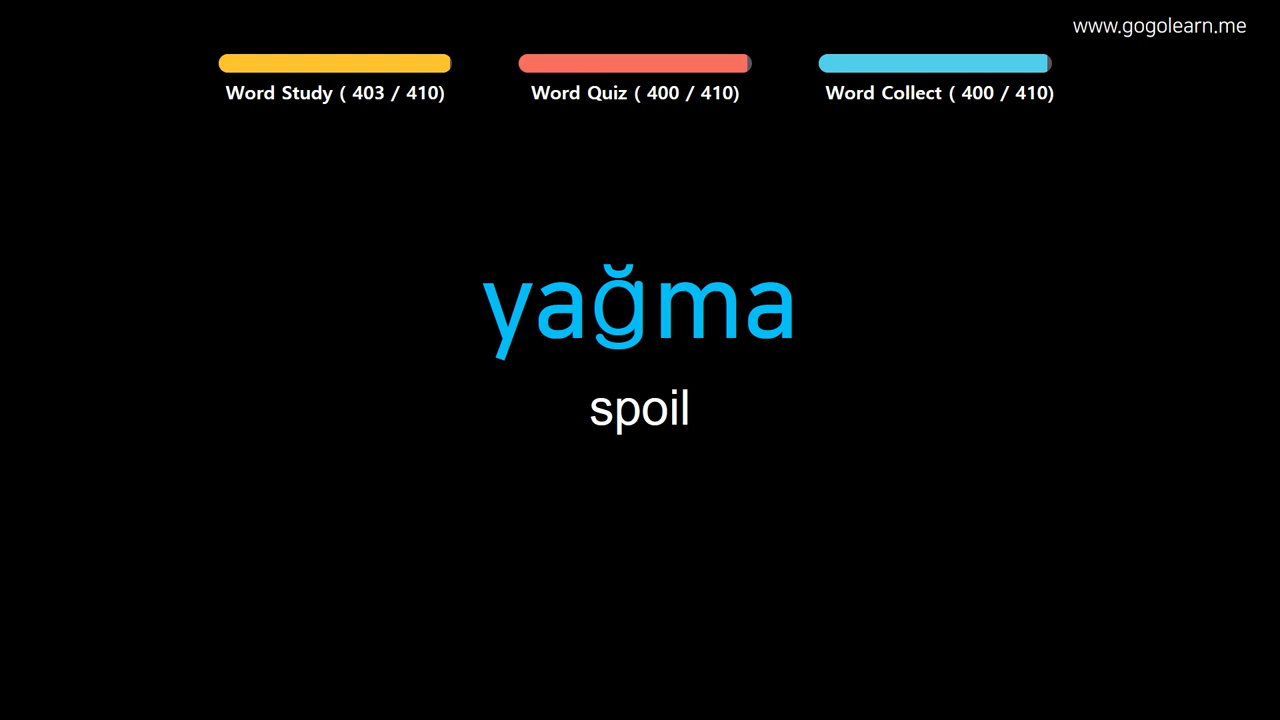 www.gogolearn.me
Word Study ( 403 / 410)
Word Quiz ( 400 / 410)
Word Collect ( 400 / 410)
yağma
spoil